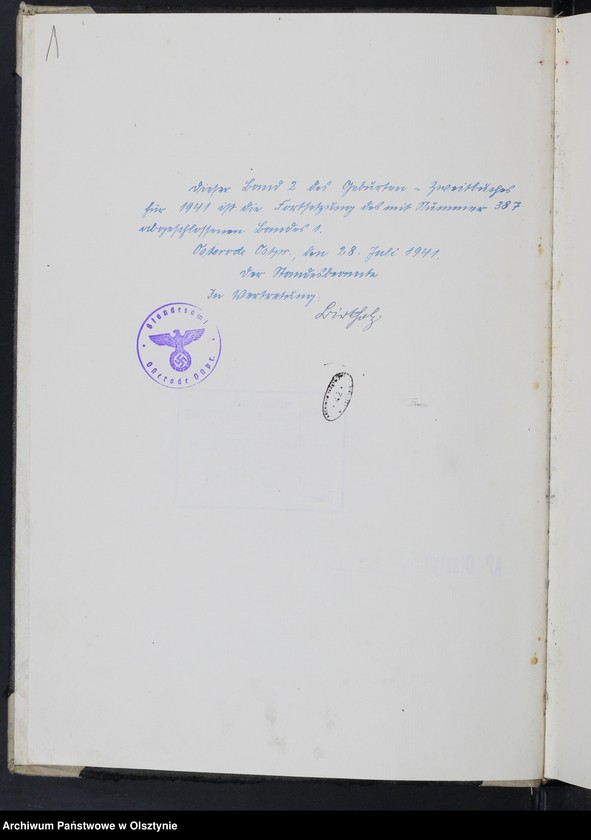 1
Dieser Band 2 des Geburten - Zweitbuches
für 1941 ist die Fortsetzung des mit Nummer 387
abgeschlossenen Bandes 1.
Osterode Ostpr., den 28. Juli 1941.
Der Standesbeamte
In Vertretung:
Standesamt
Osterode Ostpr.
Archiwum Państwowe w Olsztynie